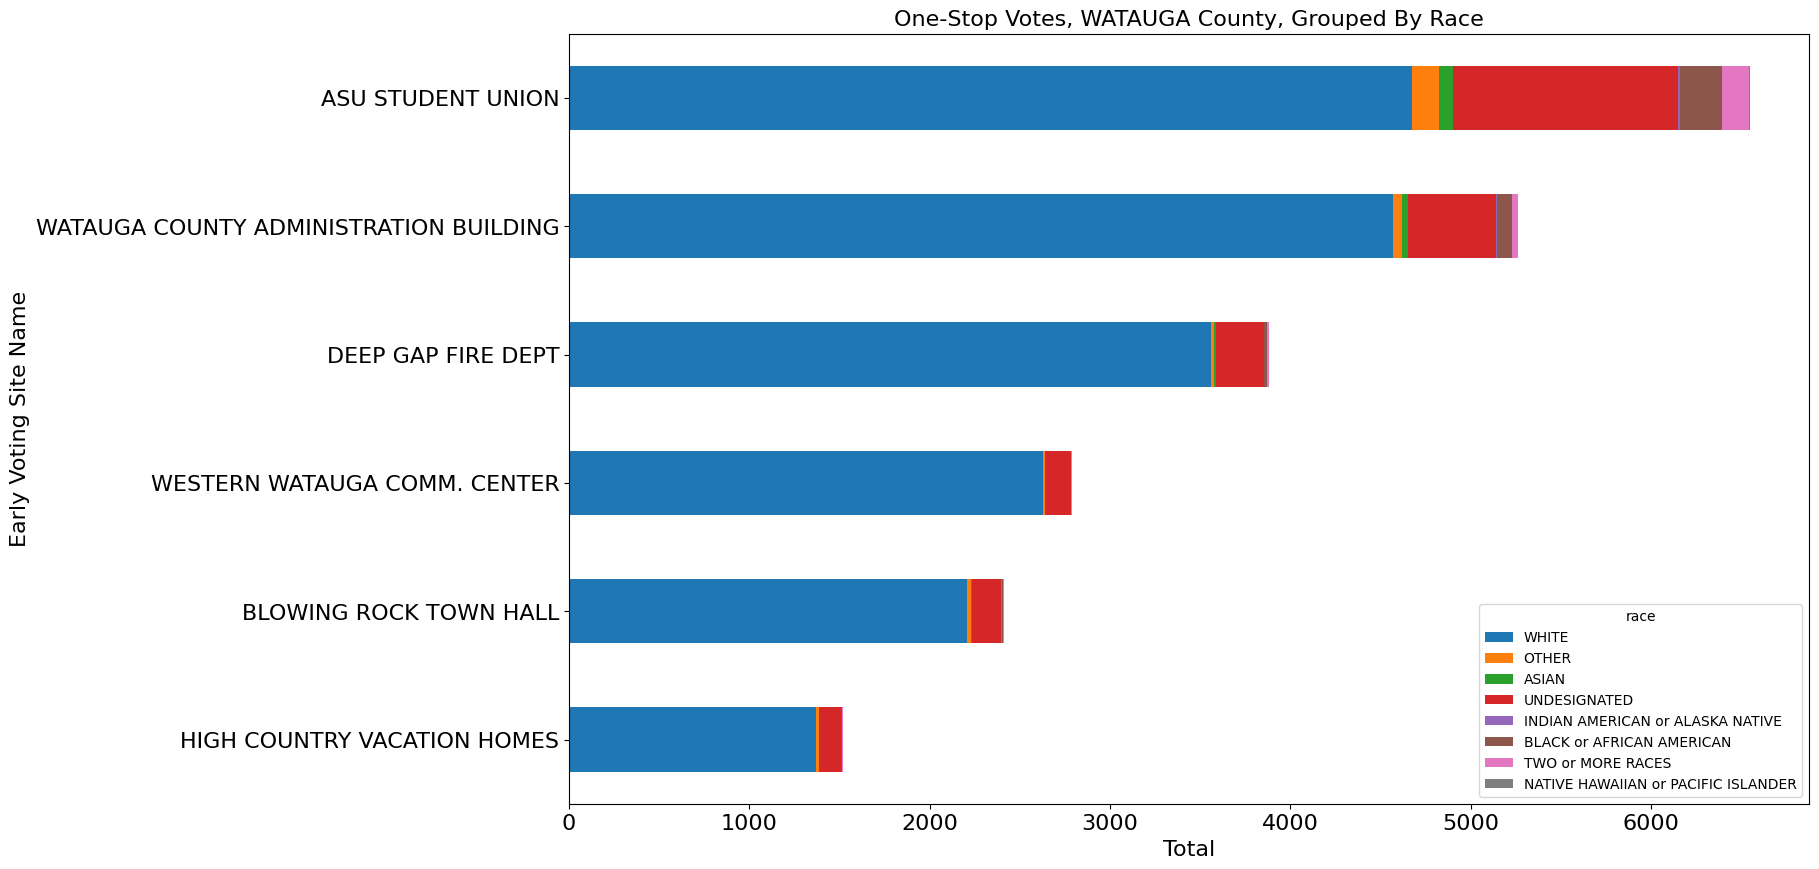 One-Stop Votes, WATAUGA County, Grouped By Race
Early Voting Site Name
ASU STUDENT UNION
WATAUGA COUNTY ADMINISTRATION BUILDING
DEEP GAP FIRE DEPT
WESTERN WATAUGA COMM. CENTER
BLOWING ROCK TOWN HALL
HIGH COUNTRY VACATION HOMES
race
WHITE
OTHER
ASIAN
UNDESIGNATED
INDIAN AMERICAN or ALASKA NATIVE
BLACK or AFRICAN AMERICAN
TWO or MORE RACES
NATIVE HAWAIIAN or PACIFIC ISLANDER
0 1000 2000 3000 4000 5000 6000
Total